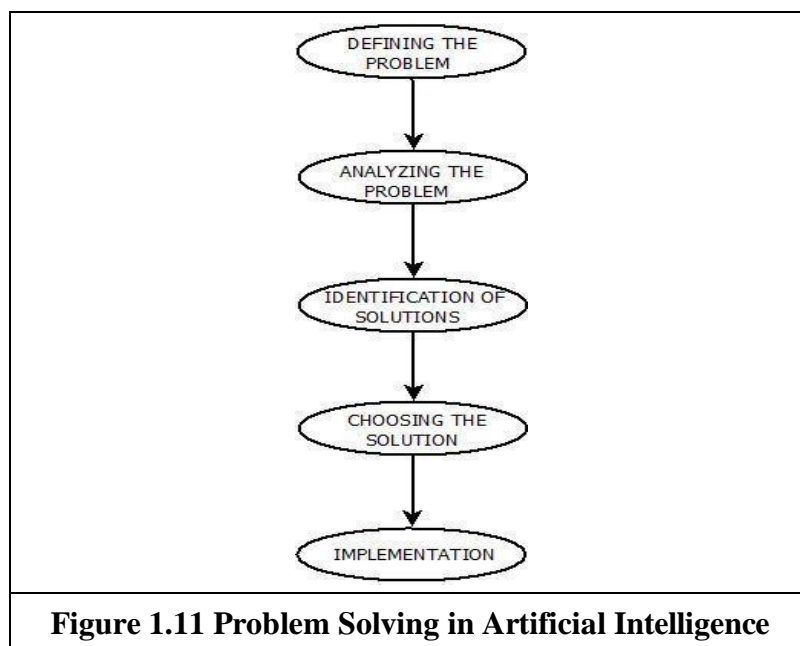 DEFINING THE
PROBLEM
ANALYZING THE
PROBLEM
IDENTIFICATION OF
SOLUTIONS
CHOOSING THE
SOLUTION
IMPLEMENTATION
Figure 1.11 Problem Solving in Artificial Intelligence